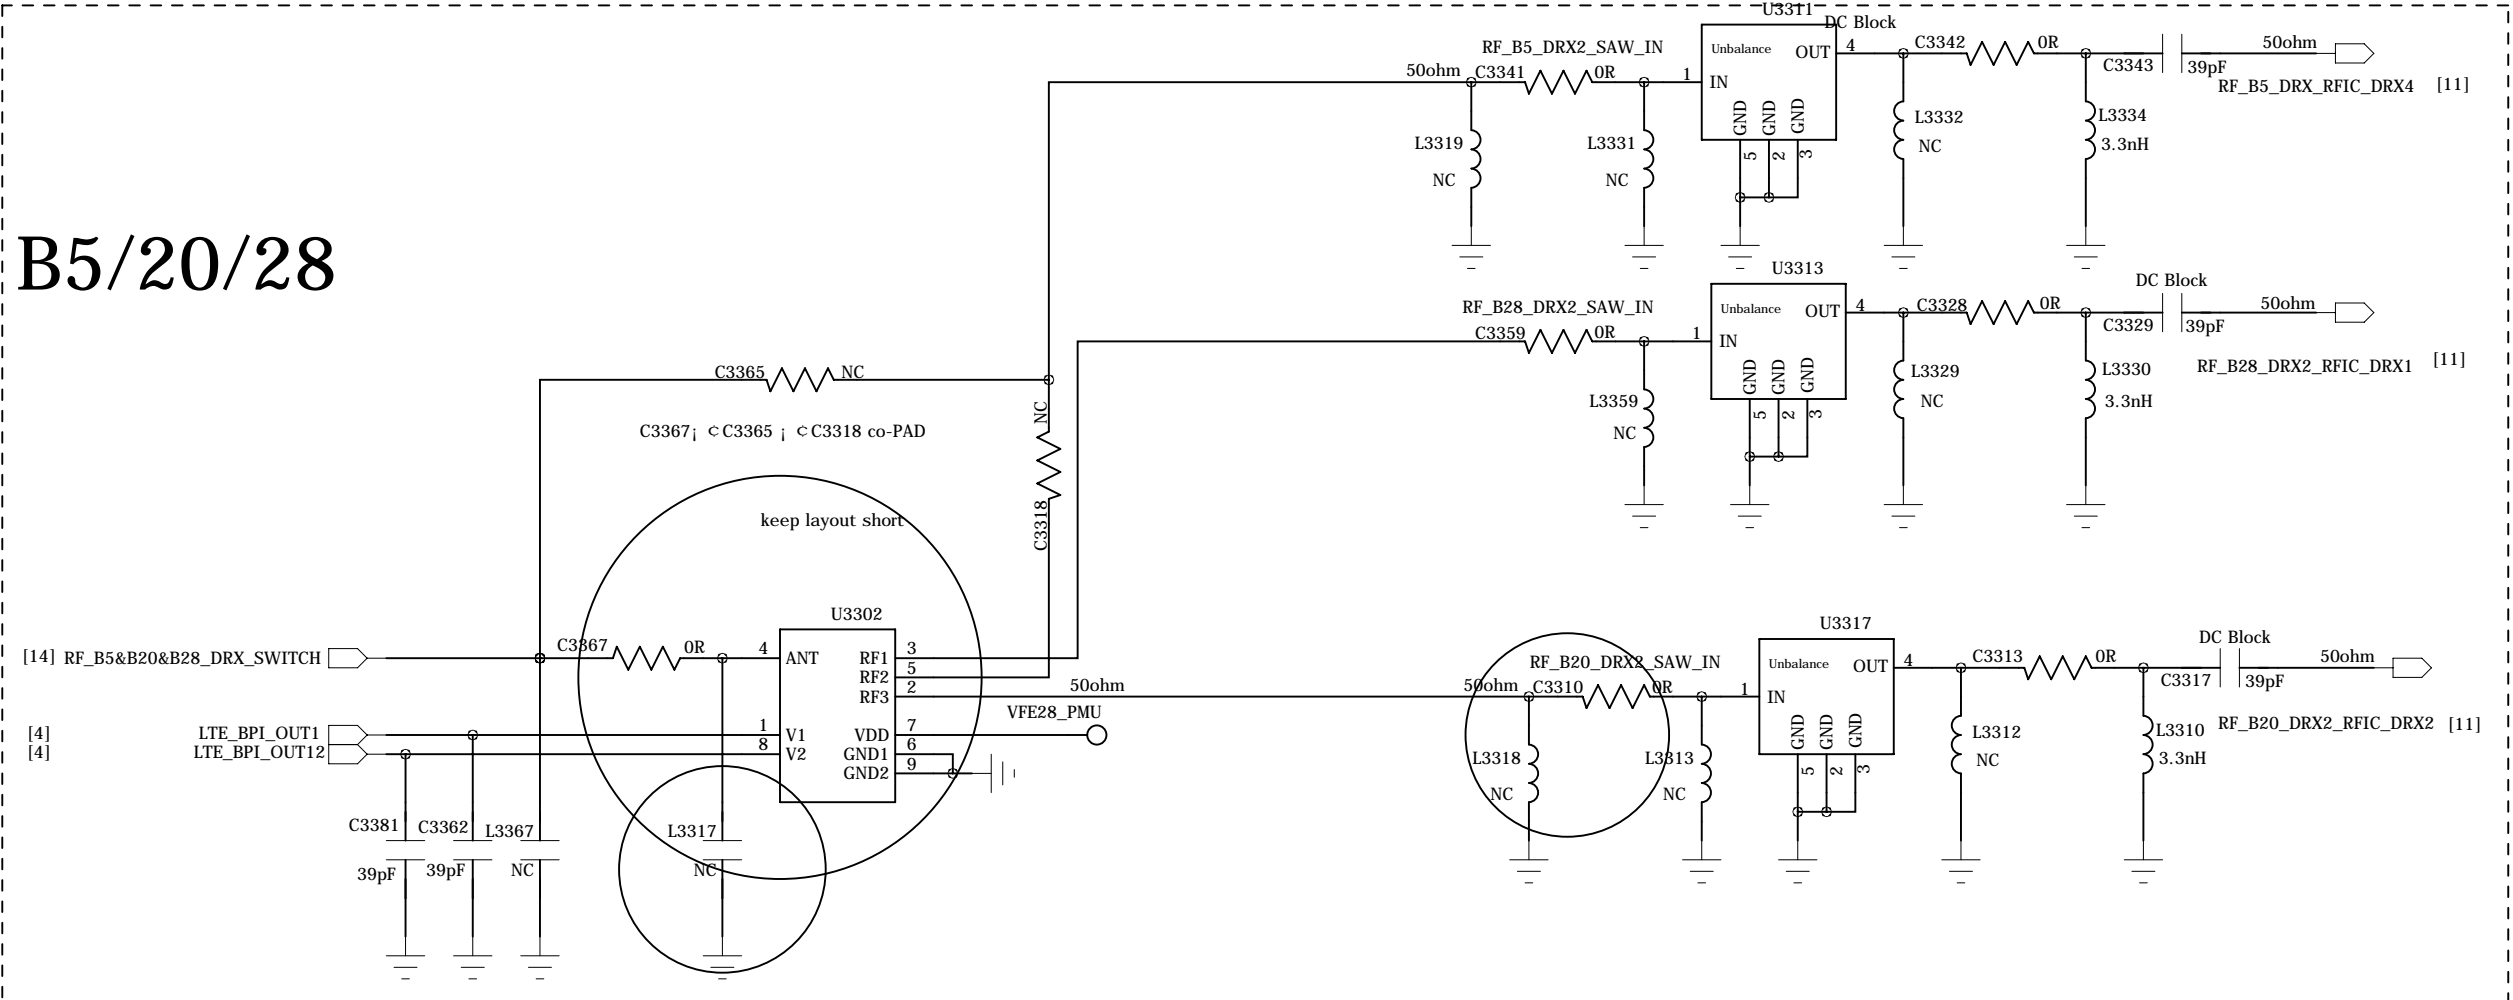 B5/20/28
U3311
DC Block
RF_B5_DRX2_SAW_IN
Unbalance
OUT
4
C3342
0R
50ohm
50ohm
C3341
0R
1
IN
C3343
39pF
RF_B5_DRX_RFIC_DRX4
[11]
GND
GND
GND
5
2
3
L3319
NC
L3331
NC
L3332
NC
L3334
3.3nH
U3313
DC Block
RF_B28_DRX2_SAW_IN
Unbalance
OUT
4
C3328
0R
50ohm
C3359
0R
1
IN
C3329
39pF
RF_B28_DRX2_RFIC_DRX1
[11]
GND
GND
GND
5
2
3
L3359
NC
L3329
NC
L3330
3.3nH
C3365
NC
NC
C3318
C3367¡ ¢C3365 ¡ ¢C3318 co-PAD
keep layout short
U3302
[14]
RF_B5&B20&B28_DRX_SWITCH
C3367
0R
4
ANT
RF1
3
RF2
5
RF3
2
50ohm
[4]
LTE_BPI_OUT1
1
V1
VDD
7
VFE28_PMU
[4]
LTE_BPI_OUT12
8
V2
GND1
6
GND2
9
C3381
39pF
C3362
39pF
L3367
NC
L3317
NC
U3317
DC Block
RF_B20_DRX2_SAW_IN
Unbalance
OUT
4
C3313
0R
50ohm
50ohm
C3310
0R
1
IN
C3317
39pF
RF_B20_DRX2_RFIC_DRX2
[11]
GND
GND
GND
5
2
3
L3318
NC
L3313
NC
L3312
NC
L3310
3.3nH